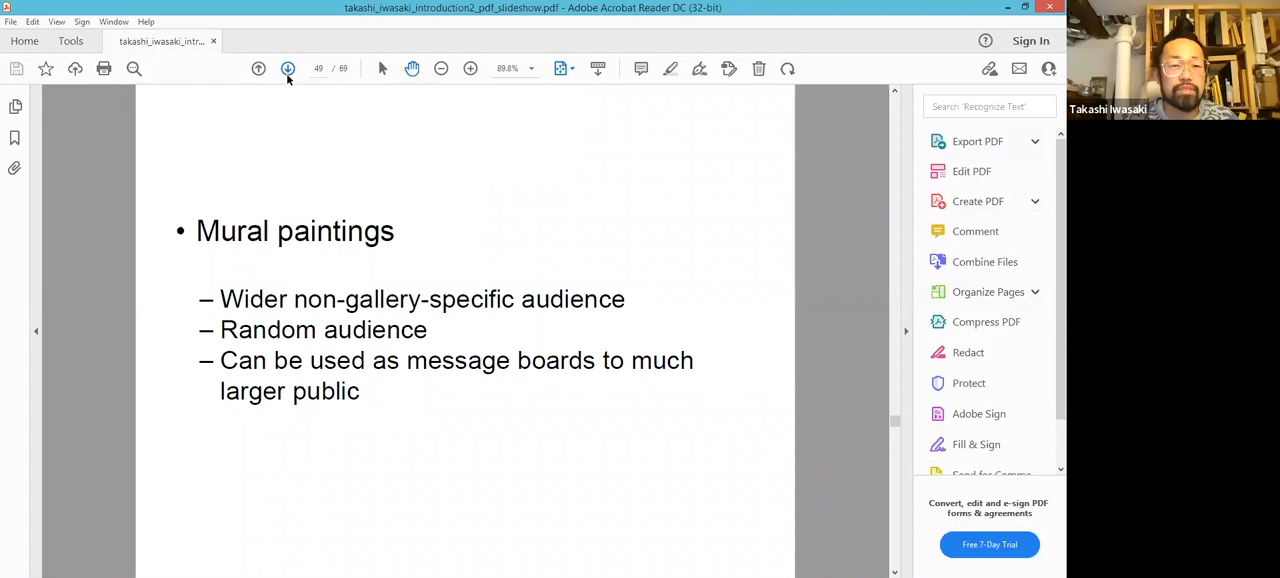 takashi_iwasaki_introduction2_pdf_slideshow.pdf - Adobe Acrobat Reader DC (32-bit)
File Edit View Sign Window Help
Home Tools takashi_iwasaki_intr... × Sign In
49 / 69 89.8%
Takashi Iwasaki
Search 'Recognize Text'
• Mural paintings
– Wider non-gallery-specific audience
– Random audience
– Can be used as message boards to much
larger public
Export PDF
Edit PDF
Create PDF
Comment
Combine Files
Organize Pages
Compress PDF
Redact
Protect
Adobe Sign
Fill & Sign
Send for Comme
Convert, edit and e-sign PDF
forms & agreements
Free 7-Day Trial